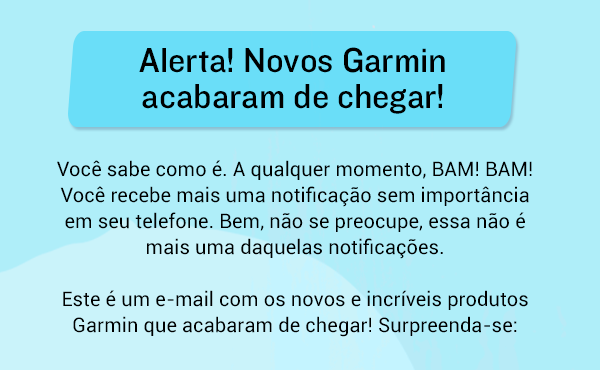 Alerta! Novos Garmin
acabaram de chegar!
Você sabe como é. A qualquer momento, BAM! BAM!
Você recebe mais uma notificação sem importância
em seu telefone. Bem, não se preocupe, essa não é
mais uma daquelas notificações.
Este é um e-mail com os novos e incríveis produtos
Garmin que acabaram de chegar! Surpreenda-se: